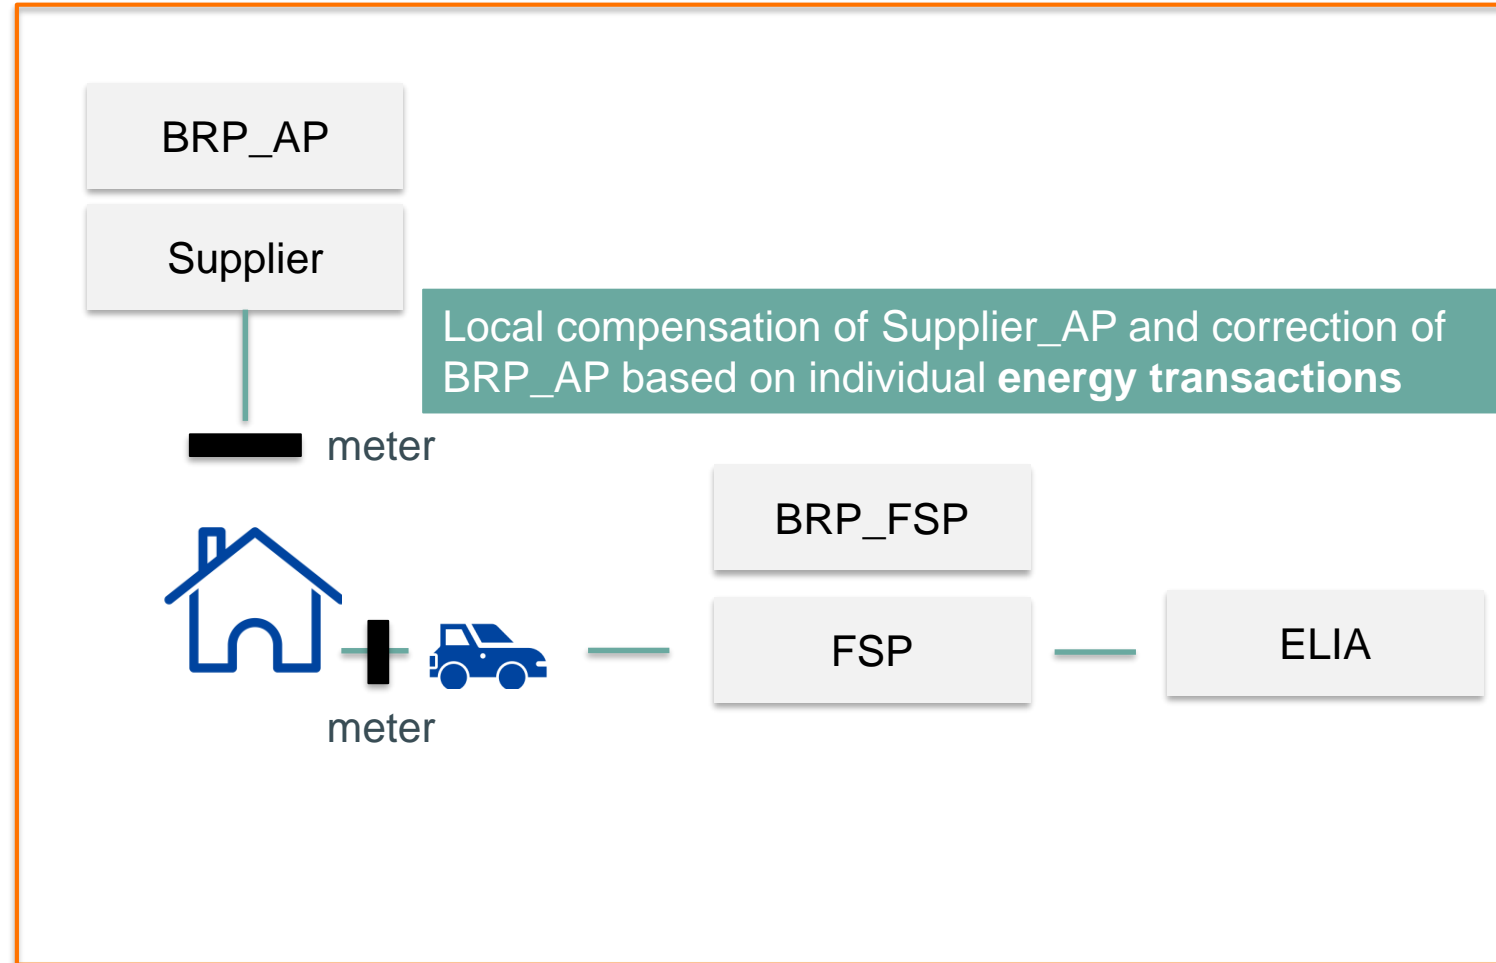 BRP_AP
Supplier
Local compensation of Supplier_AP and correction of
BRP_AP based on individual energy transactions
meter
BRP_FSP
FSP
ELIA
meter